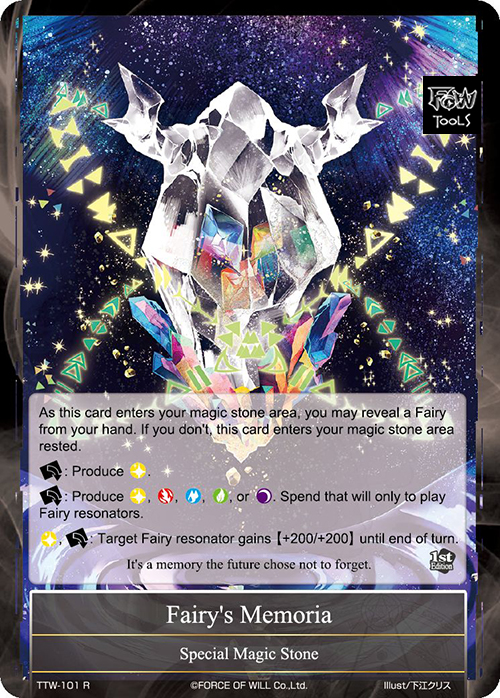 FOW
TOOLS
As this card enters your magic stone area, you may reveal a Fairy
from your hand. If you don't, this card enters your magic stone area
rested.
: Produce .
: Produce , , , , or . Spend that will only to play
Fairy resonators.
, : Target Fairy resonator gains 【+200/+200】 until end of turn.
1st
Edition
It's a memory the future chose not to forget.
Fairy's Memoria
Special Magic Stone
TTW-101 R
©FORCE OF WILL Co.,Ltd.
Illust/下江クリス